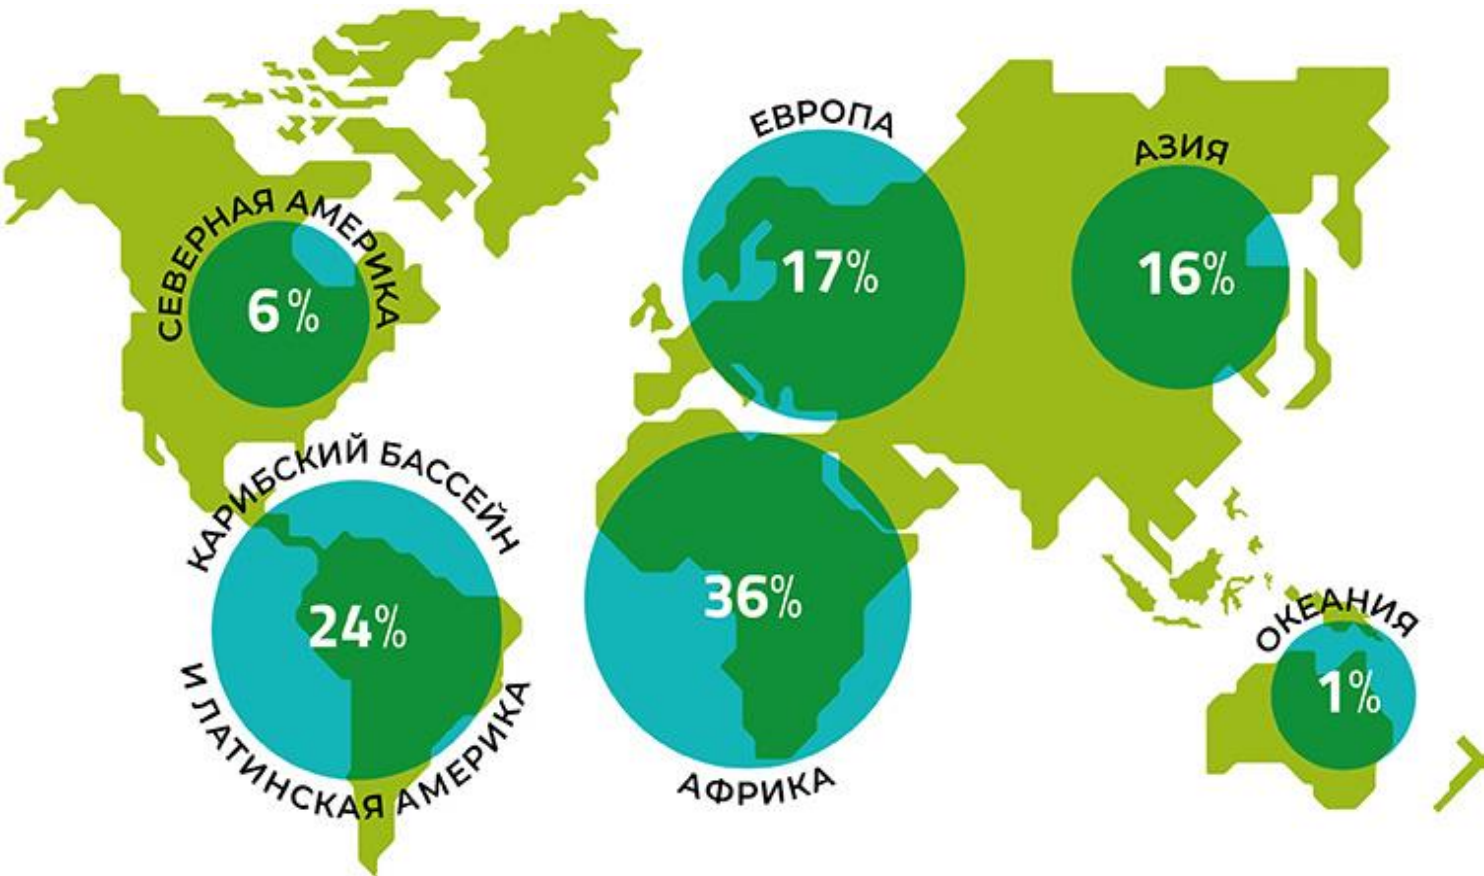 СЕВЕРНАЯ АМЕРИКА
6%
ЕВРОПА
17%
АЗИЯ
16%
КАРИБСКИЙ БАССЕЙН
24%
И ЛАТИНСКАЯ АМЕРИКА
36%
АФРИКА
ОКЕАНИЯ
1%